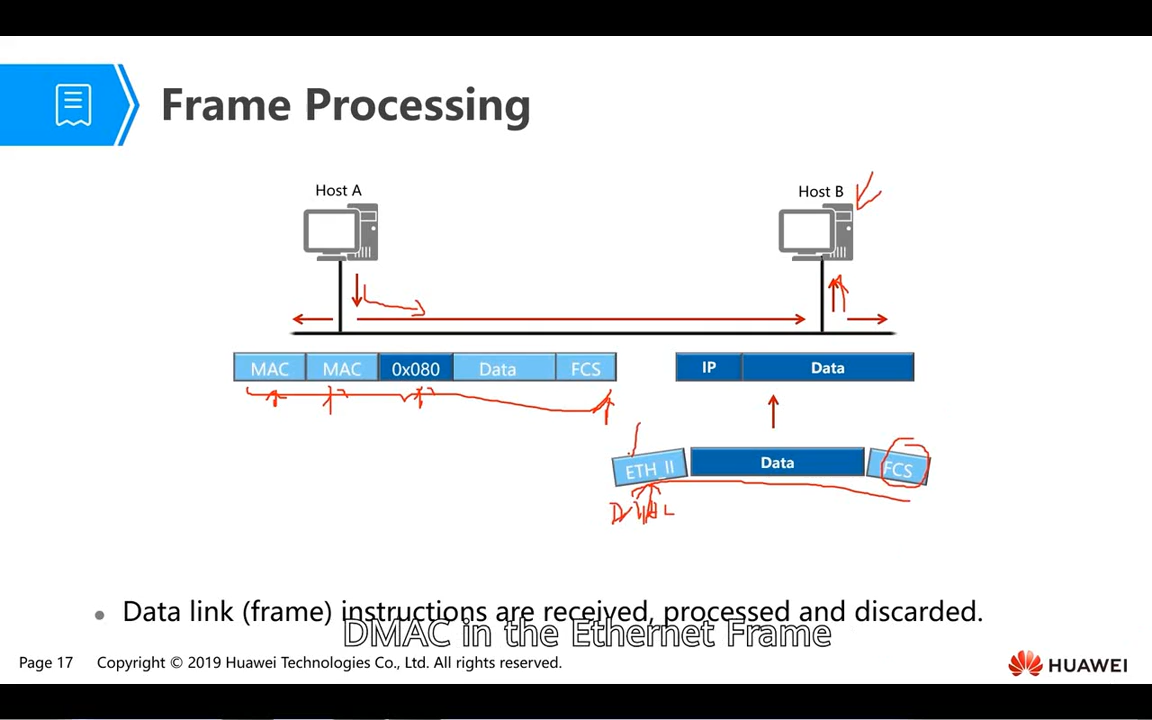 Frame Processing
Host A
Host B
MAC MAC 0x080 Data FCS
IP Data
ETH II Data FCS
Data link (frame) instructions are received, processed and discarded.
DMAC in the Ethernet Frame
Page 17 Copyright © 2019 Huawei Technologies Co., Ltd. All rights reserved.
HUAWEI